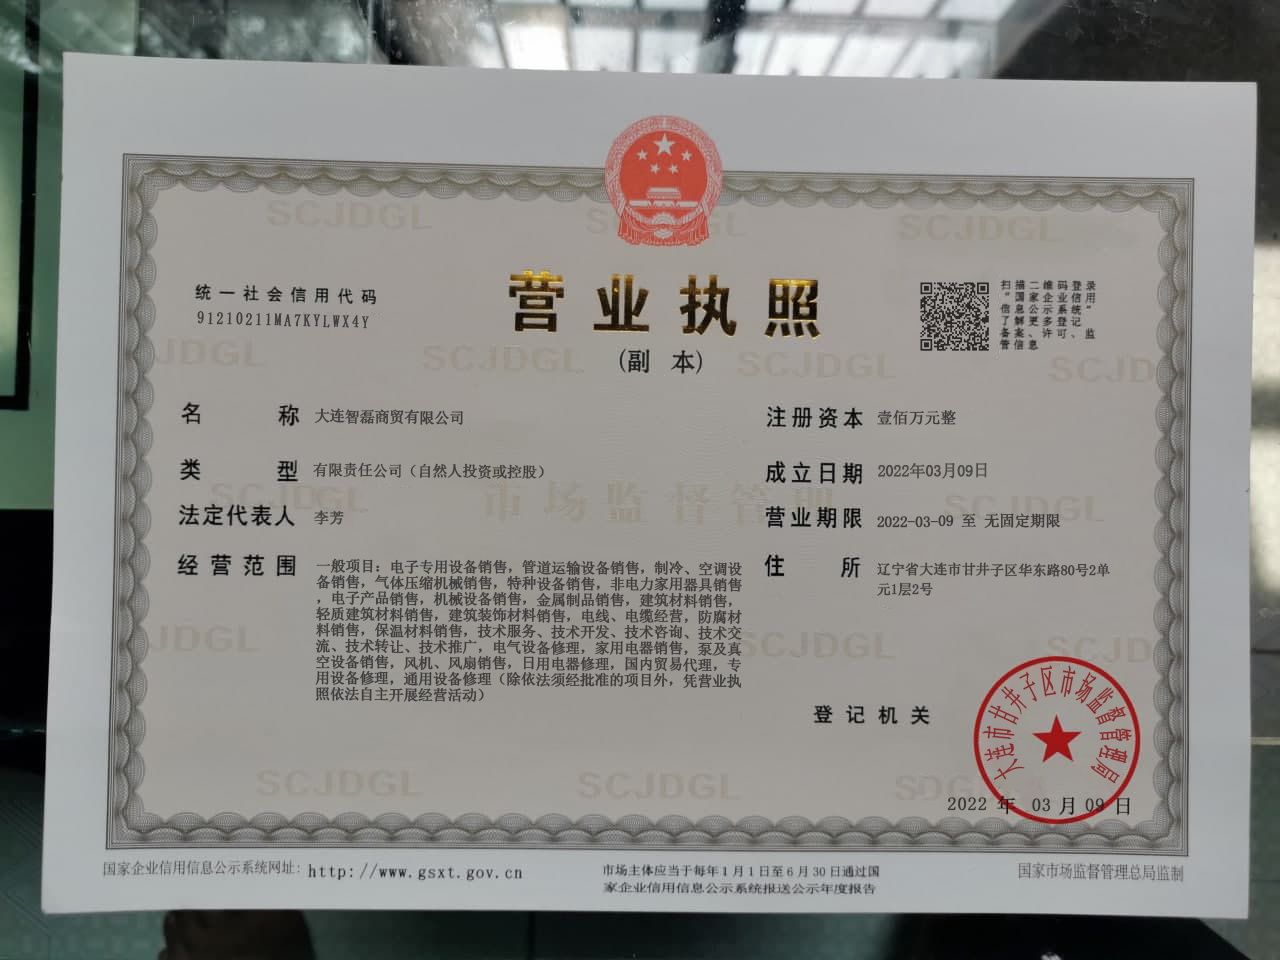 统一社会信用代码
91210211MA7KYLWX4Y
营业执照
(副 本)
扫描二维码登录
“国家企业信用
信息公示系统”
了解更多登记
备案、许可、监
管信息
名 称 大连智磊商贸有限公司
类 型 有限责任公司（自然人投资或控股）
法定代表人 李芳
经营范围 一般项目：电子专用设备销售，管道运输设备销售，制冷、空调设
备销售，气体压缩机械销售，特种设备销售，非电力家用器具销售
，电子产品销售，机械设备销售，金属制品销售，建筑材料销售，
轻质建筑材料销售，建筑装饰材料销售，电线、电缆经营，防腐材
料销售，保温材料销售，技术服务、技术开发、技术咨询、技术交
流、技术转让、技术推广，电气设备修理，家用电器销售，泵及真
空设备销售，风机、风扇销售，日用电器修理，国内贸易代理，专
用设备修理，通用设备修理（除依法须经批准的项目外，凭营业执
照依法自主开展经营活动）
注册资本 壹佰万元整
成立日期 2022年03月09日
营业期限 2022-03-09 至 无固定期限
住 所 辽宁省大连市甘井子区华东路80号2单
元1层2号
登记机关
大连市甘井子区市场监督管理局
2022 年 03 月 09 日
国家企业信用信息公示系统网址：http://www.gsxt.gov.cn
市场主体应当于每年1月1日至6月30日通过国
家企业信用信息公示系统报送公示年度报告
国家市场监督管理总局监制
SCJDGL
市场监督管理